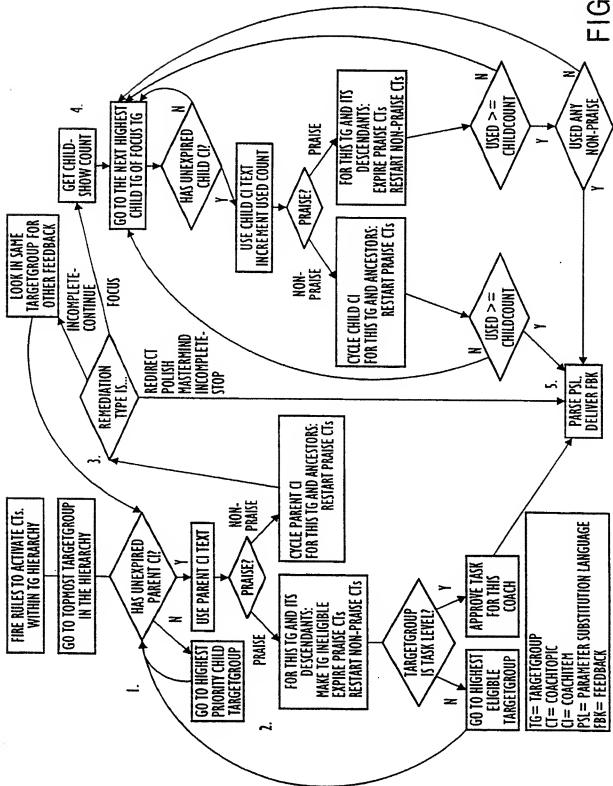 FIRE RULES TO ACTIVATE CTs.
WITHIN TG HIERARCHY
GO TO TOPMOST TARGETGROUP
IN THE HIERARCHY
1.
HAS UNEXPIRED
PARENT CI?
N
Y
GO TO HIGHEST
PRIORITY CHILD
TARGETGROUP
USE PARENT CI TEXT
2.
PRAISE?
PRAISE
NON-
PRAISE
FOR THIS TG AND ITS
DESCENDANTS:
MAKE TG INELIGIBLE
EXPIRE PRAISE CTs
RESTART NON-PRAISE CTs
CYCLE PARENT CI
FOR THIS TG AND ANCESTORS:
RESTART PRAISE CTs
TARGETGROUP
IS TASK LEVEL?
N
Y
GO TO HIGHEST
ELIGIBLE
TARGETGROUP
APPROVE TASK
FOR THIS
COACH
TG= TARGETGROUP
CT= COACHTOPIC
CI= COACHITEM
PSL= PARAMETER SUBSTITUTION LANGUAGE
FBK= FEEDBACK
3.
REMEDIATION
TYPE IS...
INCOMPLETE-
CONTINUE
FOCUS
REDIRECT
POLISH
MASTERMIND
INCOMPLETE-
STOP
LOOK IN SAME
TARGETGROUP FOR
OTHER FEEDBACK
4.
GET CHILD-
SHOW COUNT
GO TO THE NEXT HIGHEST
CHILD TG OF FOCUS TG
HAS UNEXPIRED
CHILD CI?
N
Y
USE CHILD CI TEXT
INCREMENT USED COUNT
PRAISE?
NON-
PRAISE
PRAISE
CYCLE CHILD CI
FOR THIS TG AND ANCESTORS:
RESTART PRAISE CTs
FOR THIS TG AND ITS
DESCENDANTS:
EXPIRE PRAISE CTs
RESTART NON-PRAISE CTs
USED >=
CHILDCOUNT
N
Y
USED >=
CHILDCOUNT
N
Y
USED ANY
NON-PRAISE
N
Y
5.
PARSE PSL.
DELIVER FBK
FIG